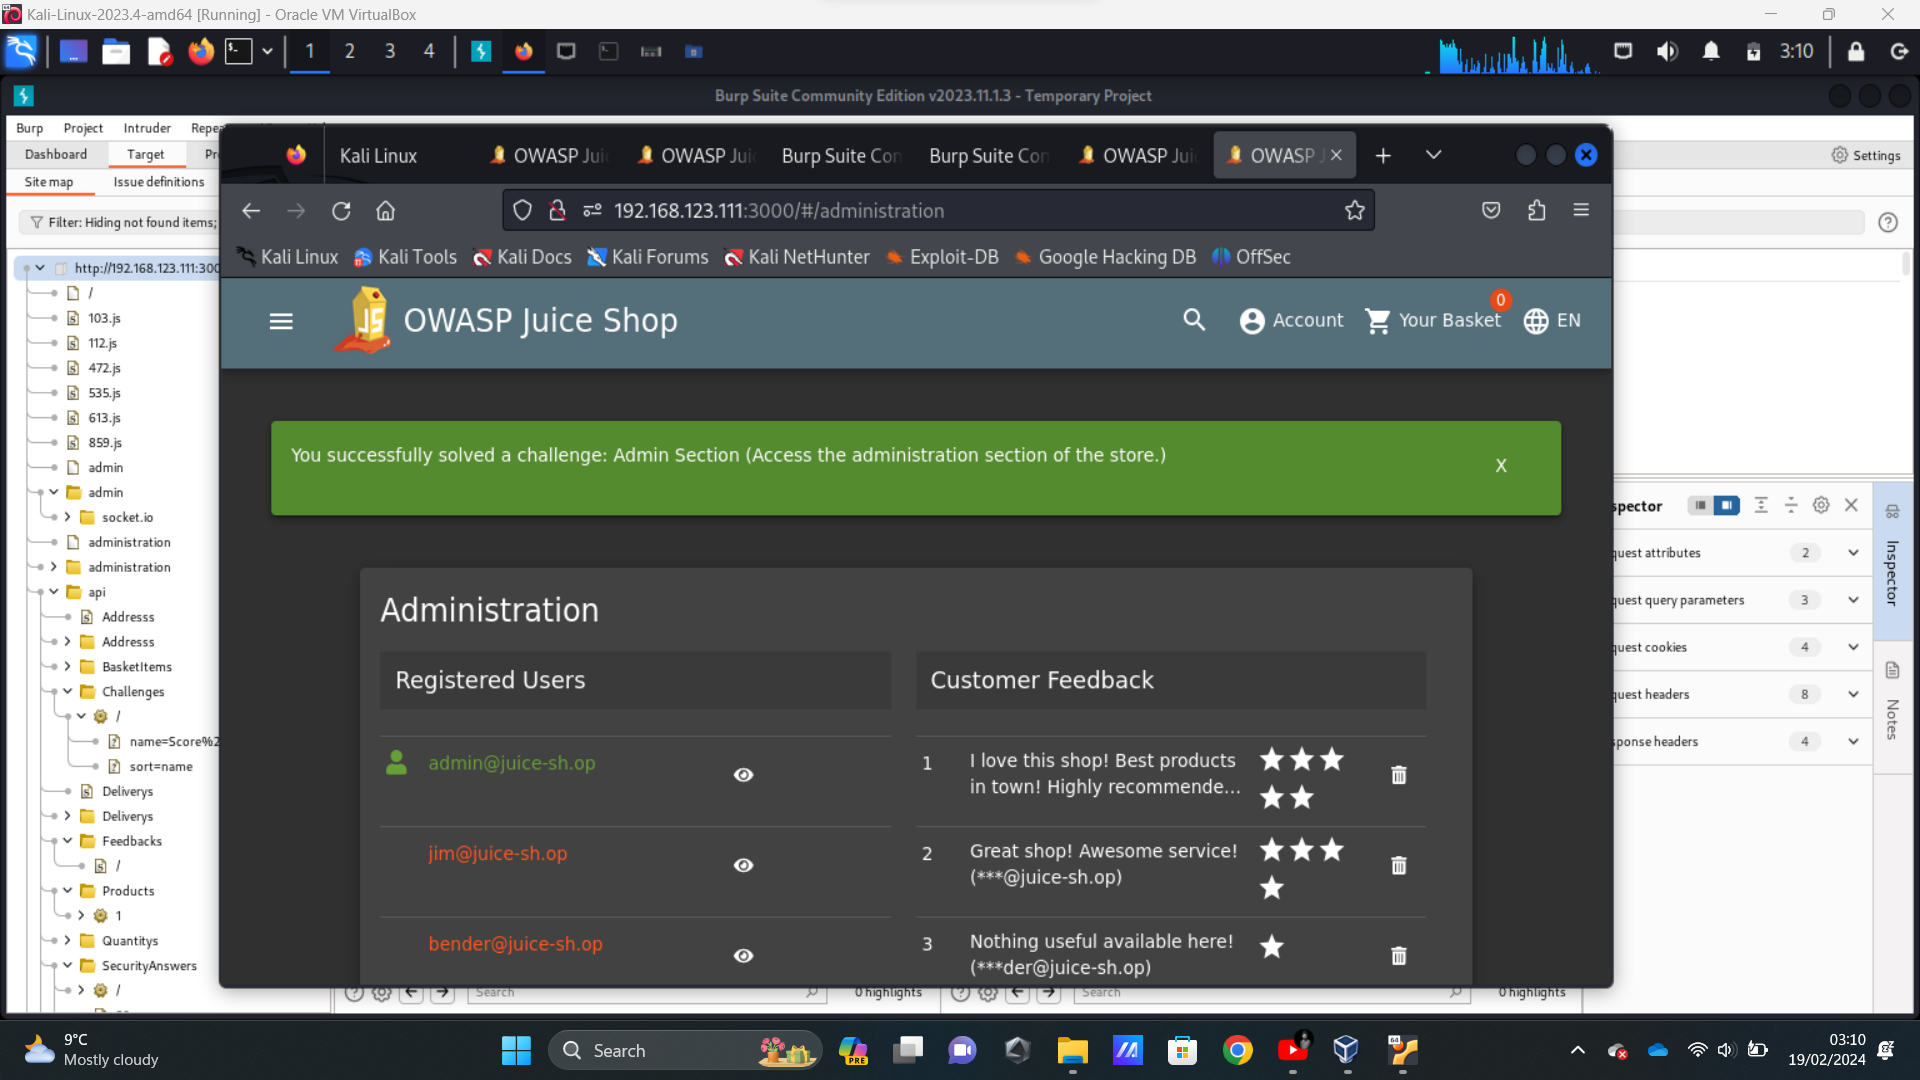 Kali-Linux-2023.4-amd64 [Running] - Oracle VM VirtualBox
1 2 3 4
3:10
Burp Suite Community Edition v2023.11.1.3 - Temporary Project
Burp Project Intruder
Dashboard Target
Settings
Site map Issue definitions
Filter: Hiding not found items;
Kali Linux
OWASP Jui
OWASP Jui
Burp Suite Con
Burp Suite Con
OWASP Jui
OWASP J
192.168.123.111:3000/#/administration
Kali Linux Kali Tools Kali Docs Kali Forums Kali NetHunter Exploit-DB Google Hacking DB OffSec
OWASP Juice Shop
Account
Your Basket
0
EN
You successfully solved a challenge: Admin Section (Access the administration section of the store.)
X
Administration
Registered Users
admin@juice-sh.op
jim@juice-sh.op
bender@juice-sh.op
Customer Feedback
1
I love this shop! Best products
in town! Highly recommende...
2
Great shop! Awesome service!
(***@juice-sh.op)
3
Nothing useful available here!
(***der@juice-sh.op)
http://192.168.123.111:300
/
103.js
112.js
472.js
535.js
613.js
859.js
admin
admin
socket.io
administration
administration
api
Addresss
Addresss
BasketItems
Challenges
/
name=Score%2
sort=name
Deliverys
Deliverys
Feedbacks
/
Products
1
Quantitys
SecurityAnswers
/
spector
quest attributes 2
quest query parameters 3
quest cookies 4
quest headers 8
sponse headers 4
Inspector
Notes
Search
0 highlights
Search
0 highlights
9°C
Mostly cloudy
Search
PRE
64
03:10
19/02/2024